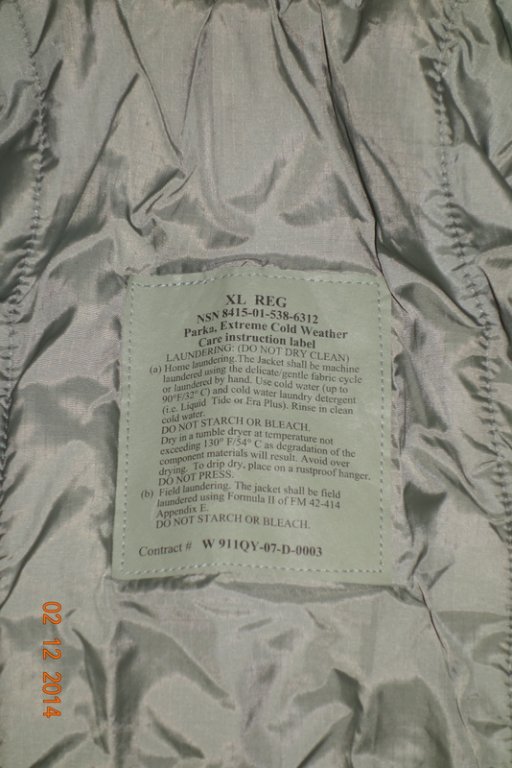 XL REG
NSN 8415-01-538-6312
Parka, Extreme Cold Weather
Care instruction label
LAUNDERING: (DO NOT DRY CLEAN)
(a) Home laundering.The Jacket shall be machine
laundered using the delicate/gentle fabric cycle
or laundered by hand. Use cold water (up to
90°F/32° C) and cold water laundry detergent
(i.e. Liquid Tide or Era Plus). Rinse in clean
cold water.
DO NOT STARCH OR BLEACH.
Dry in a tumble dryer at temperature not
exceeding 130° F/54° C as degradation of the
component materials will result. Avoid over
drying. To drip dry, place on a rustproof hanger.
DO NOT PRESS.
(b) Field laundering. The jacket shall be field
laundered using Formula II of FM 42-414
Appendix E.
DO NOT STARCH OR BLEACH.
Contract # W 911QY-07-D-0003
02 12 2014